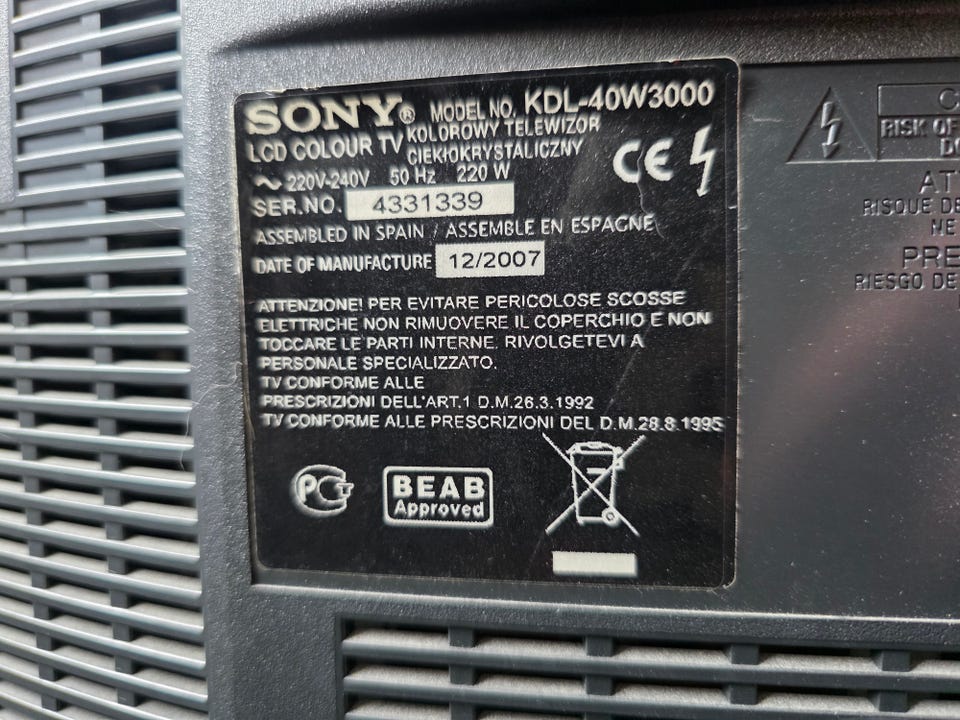 SONY® MODEL NO. KDL-40W3000
LCD COLOUR TV KOLOROWY TELEWIZOR
CIEKŁOKRYSTALICZNY
CE
~ 220V-240V 50 Hz 220 W
SER.NO. 4331339
ASSEMBLED IN SPAIN / ASSEMBLE EN ESPAGNE
DATE OF MANUFACTURE 12/2007
ATTENZIONE! PER EVITARE PERICOLOSE SCOSSE
ELETTRICHE NON RIMUOVERE IL COPERCHIO E NON
TOCCARE LE PARTI INTERNE. RIVOLGETEVI A
PERSONALE SPECIALIZZATO.
TV CONFORME ALLE
PRESCRIZIONI DELL'ART.1 D.M.26.3.1992
TV CONFORME ALLE PRESCRIZIONI DEL D.M.28.8.1995
PCT
BEAB
Approved
RISK OF
RISQUE DE
NE
RIESGO DE